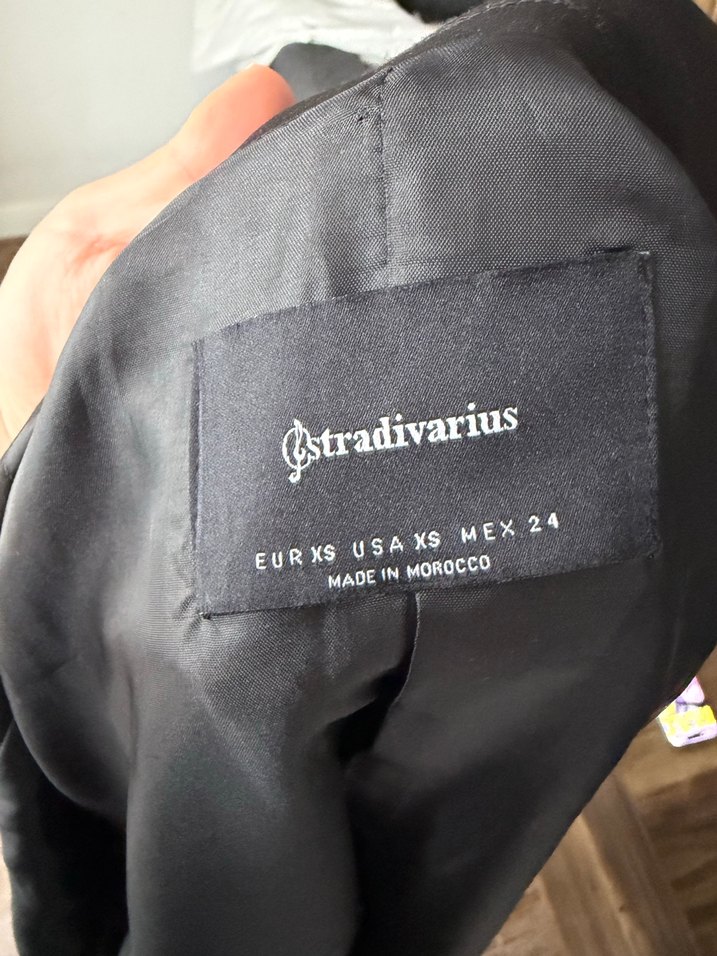 stradivarius
EUR XS USA XS MEX 24
MADE IN MOROCCO